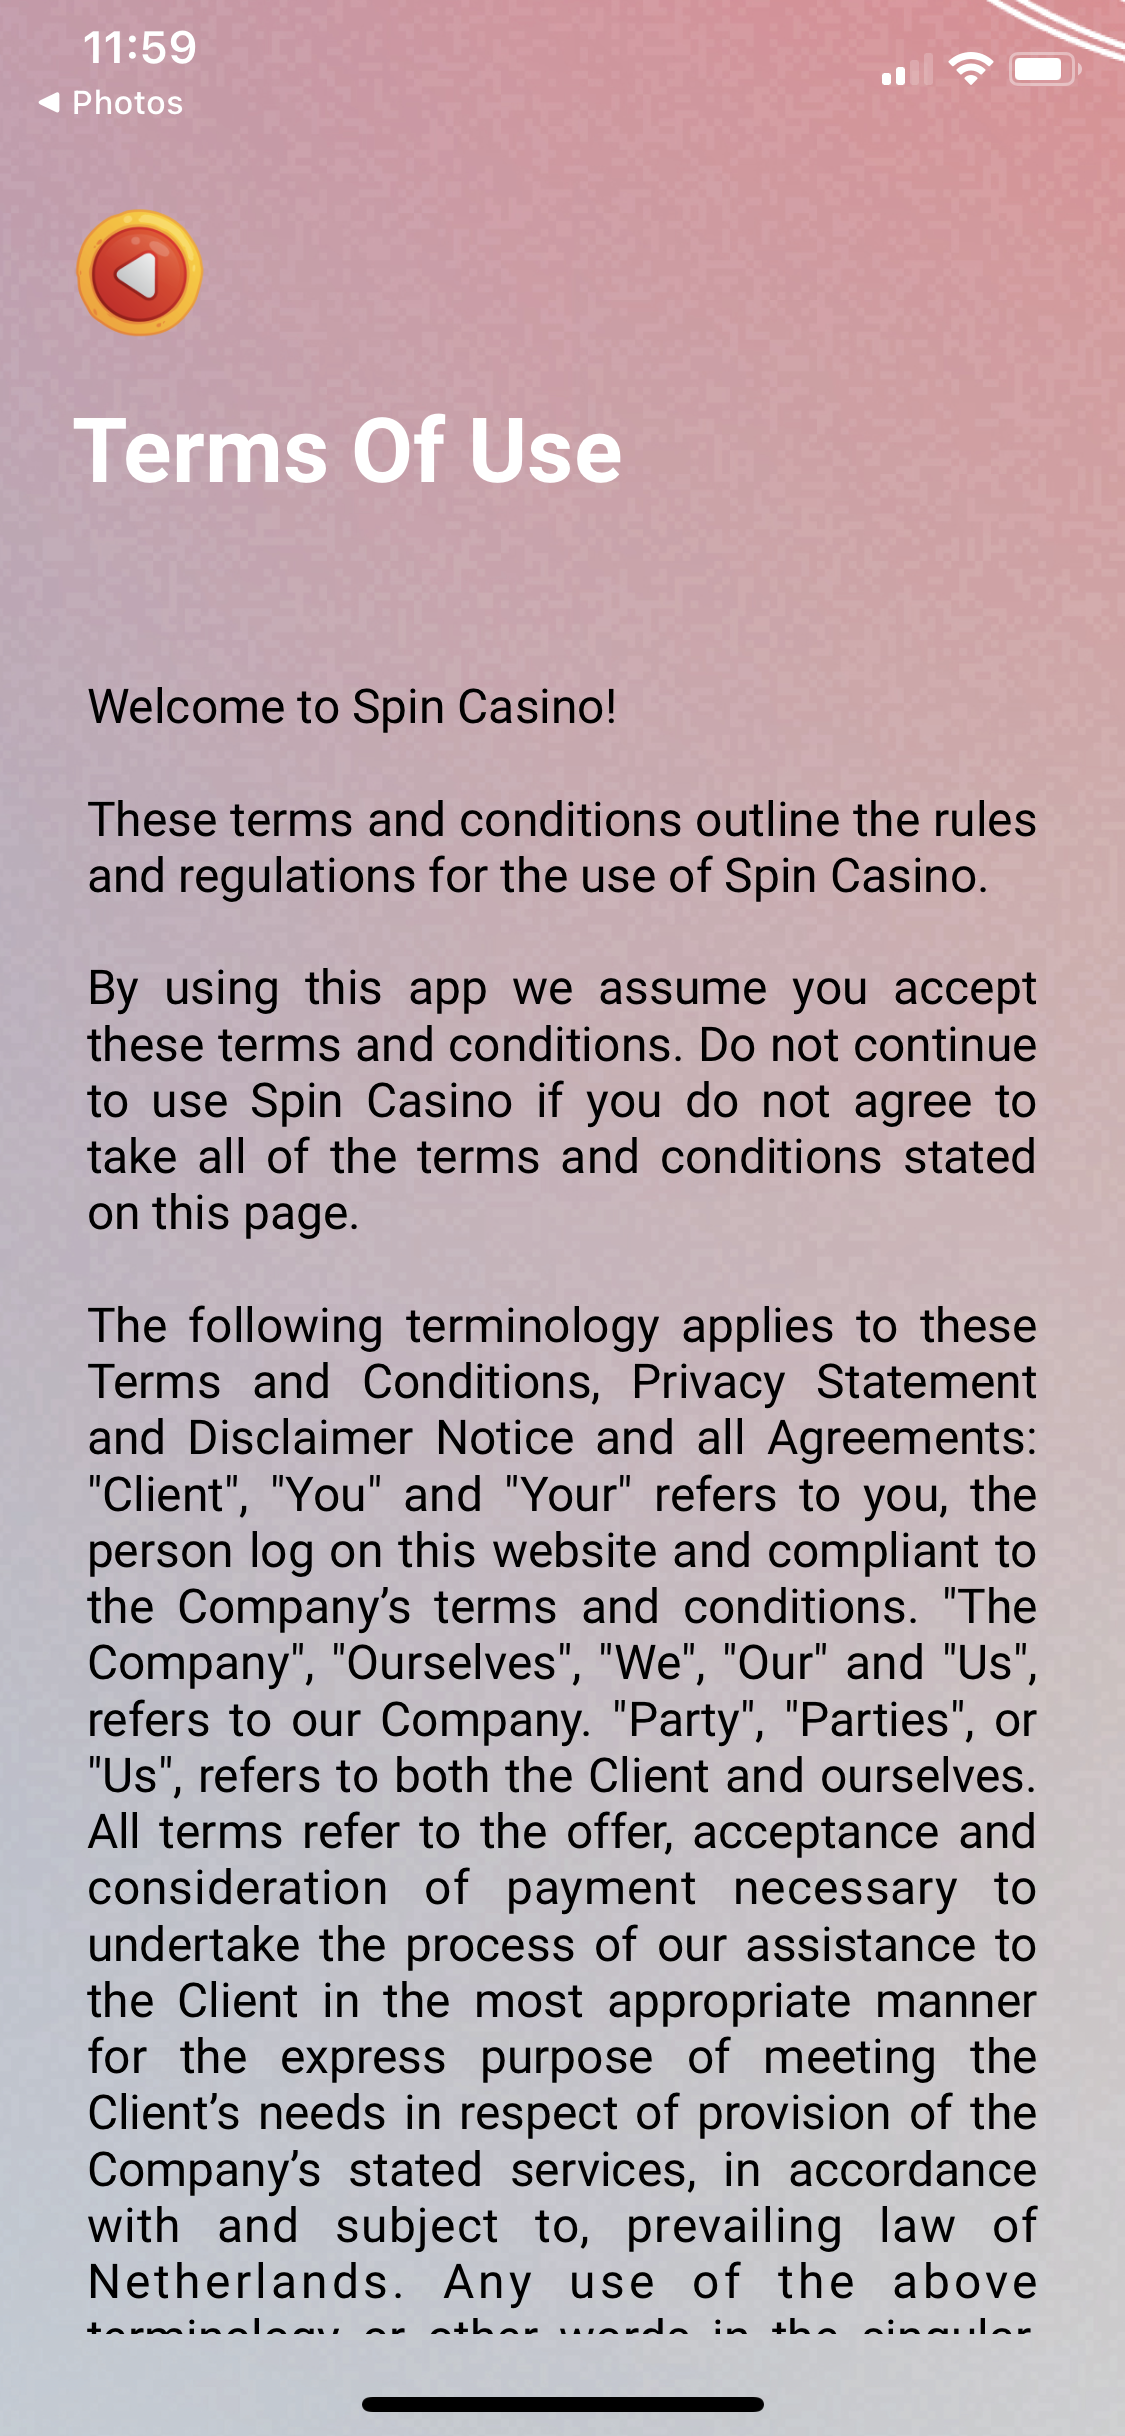 11:59
Photos
Terms Of Use
Welcome to Spin Casino!
These terms and conditions outline the rules
and regulations for the use of Spin Casino.
By using this app we assume you accept
these terms and conditions. Do not continue
to use Spin Casino if you do not agree to
take all of the terms and conditions stated
on this page.
The following terminology applies to these
Terms and Conditions, Privacy Statement
and Disclaimer Notice and all Agreements:
"Client", "You" and "Your" refers to you, the
person log on this website and compliant to
the Company’s terms and conditions. "The
Company", "Ourselves", "We", "Our" and "Us",
refers to our Company. "Party", "Parties", or
"Us", refers to both the Client and ourselves.
All terms refer to the offer, acceptance and
consideration of payment necessary to
undertake the process of our assistance to
the Client in the most appropriate manner
for the express purpose of meeting the
Client’s needs in respect of provision of the
Company’s stated services, in accordance
with and subject to, prevailing law of
Netherlands. Any use of the above
terminology or other words in the singular,